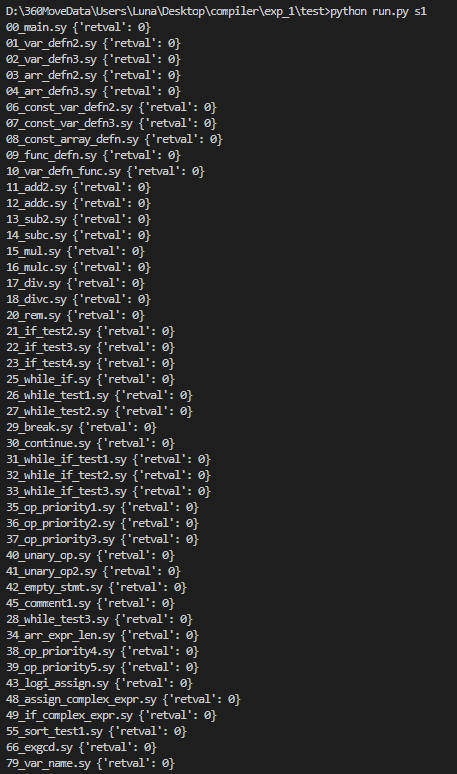 D:\360MoveData\Users\Luna\Desktop\compiler\exp_1\test>python run.py s1
00_main.sy {'retval': 0}
01_var_defn2.sy {'retval': 0}
02_var_defn3.sy {'retval': 0}
03_arr_defn2.sy {'retval': 0}
04_arr_defn3.sy {'retval': 0}
06_const_var_defn2.sy {'retval': 0}
07_const_var_defn3.sy {'retval': 0}
08_const_array_defn.sy {'retval': 0}
09_func_defn.sy {'retval': 0}
10_var_defn_func.sy {'retval': 0}
11_add2.sy {'retval': 0}
12_addc.sy {'retval': 0}
13_sub2.sy {'retval': 0}
14_subc.sy {'retval': 0}
15_mul.sy {'retval': 0}
16_mulc.sy {'retval': 0}
17_div.sy {'retval': 0}
18_divc.sy {'retval': 0}
20_rem.sy {'retval': 0}
21_if_test2.sy {'retval': 0}
22_if_test3.sy {'retval': 0}
23_if_test4.sy {'retval': 0}
25_while_if.sy {'retval': 0}
26_while_test1.sy {'retval': 0}
27_while_test2.sy {'retval': 0}
29_break.sy {'retval': 0}
30_continue.sy {'retval': 0}
31_while_if_test1.sy {'retval': 0}
32_while_if_test2.sy {'retval': 0}
33_while_if_test3.sy {'retval': 0}
35_op_priority1.sy {'retval': 0}
36_op_priority2.sy {'retval': 0}
37_op_priority3.sy {'retval': 0}
40_unary_op.sy {'retval': 0}
41_unary_op2.sy {'retval': 0}
42_empty_stmt.sy {'retval': 0}
45_comment1.sy {'retval': 0}
28_while_test3.sy {'retval': 0}
34_arr_expr_len.sy {'retval': 0}
38_op_priority4.sy {'retval': 0}
39_op_priority5.sy {'retval': 0}
43_logi_assign.sy {'retval': 0}
48_assign_complex_expr.sy {'retval': 0}
49_if_complex_expr.sy {'retval': 0}
55_sort_test1.sy {'retval': 0}
66_exgcd.sy {'retval': 0}
79_var_name.sy {'retval': 0}